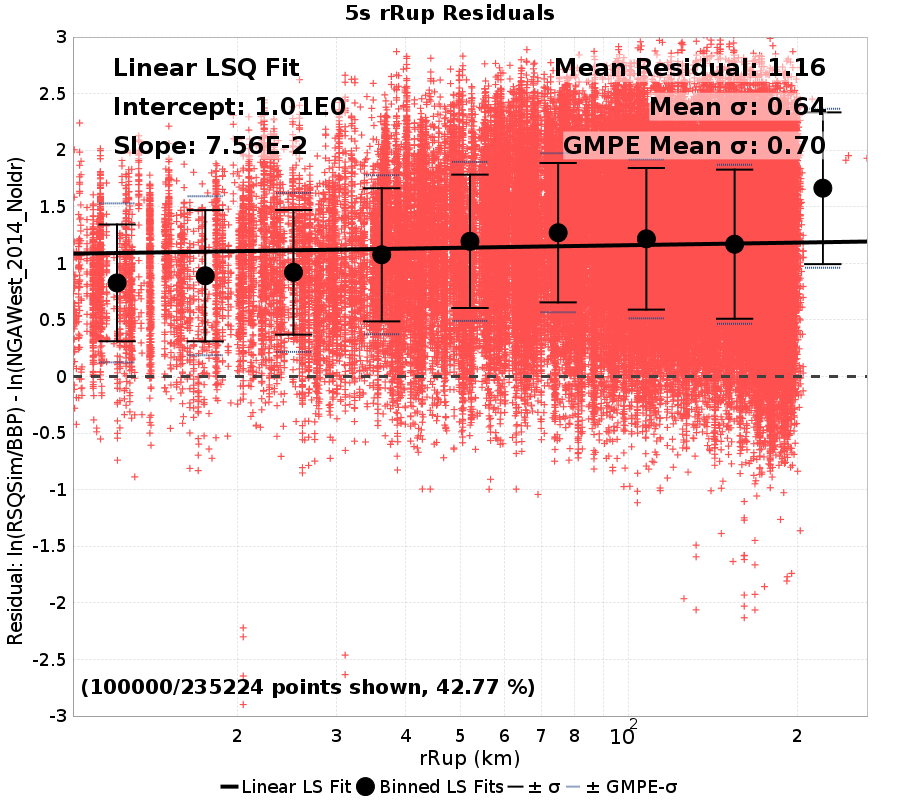 5s rRup Residuals
Linear LSQ Fit
Intercept: 1.01E0
Slope: 7.56E-2
Mean Residual: 1.16
Mean σ: 0.64
GMPE Mean σ: 0.70
Residual: ln(RSQSim/BBP) - ln(NGAWest_2014_NoIdr)
3
2.5
2
1.5
1
0.5
0
-0.5
-1
-1.5
-2
-2.5
-3
(100000/235224 points shown, 42.77 %)
2 3 4 5 6 7 8 10² 2
rRup (km)
Linear LS Fit Binned LS Fits ± σ ± GMPE-σ